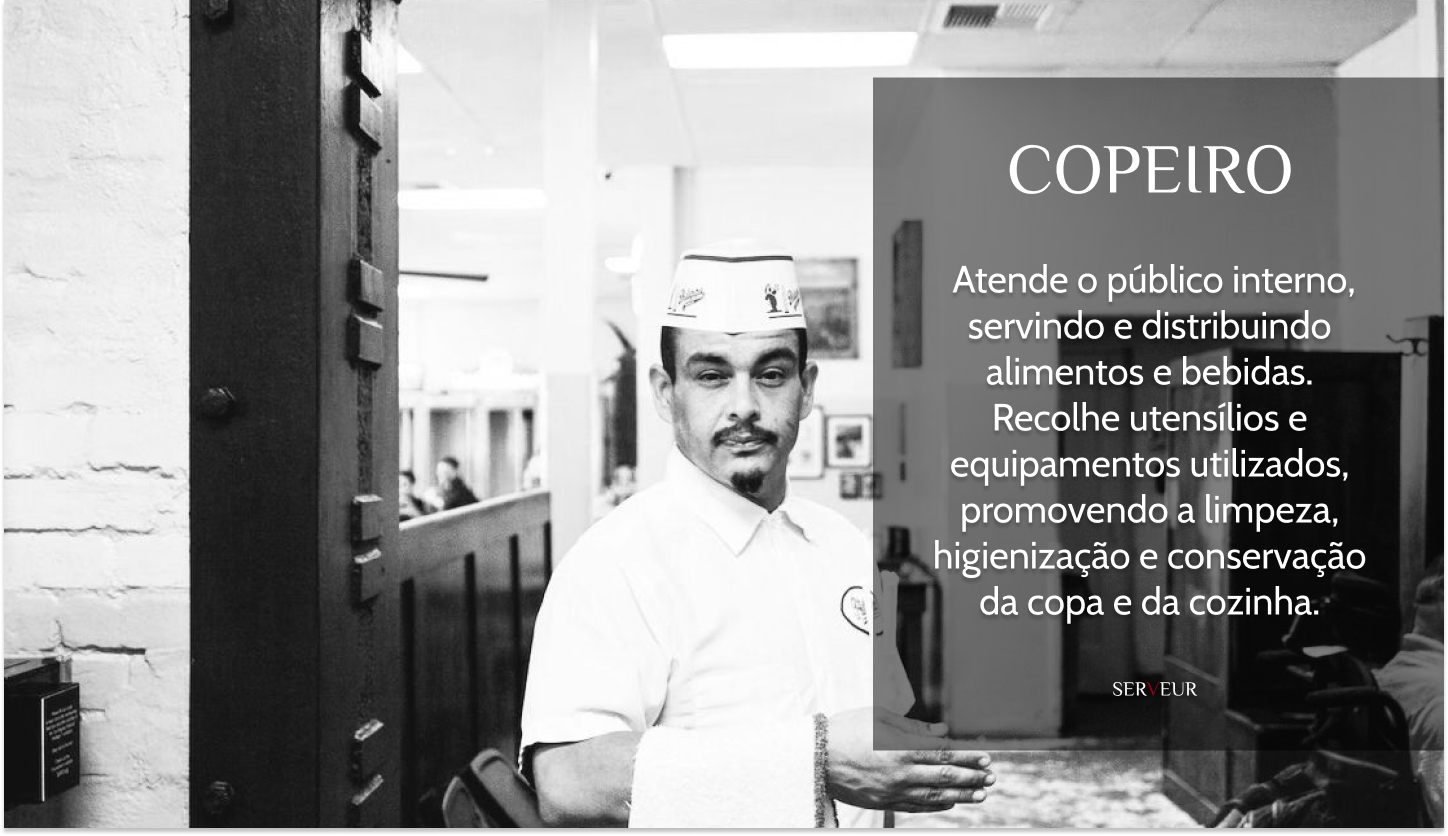 COPEIRO
Atende o público interno,
servindo e distribuindo
alimentos e bebidas.
Recolhe utensílios e
equipamentos utilizados,
promovendo a limpeza,
higienização e conservação
da copa e da cozinha.
SERVEUR